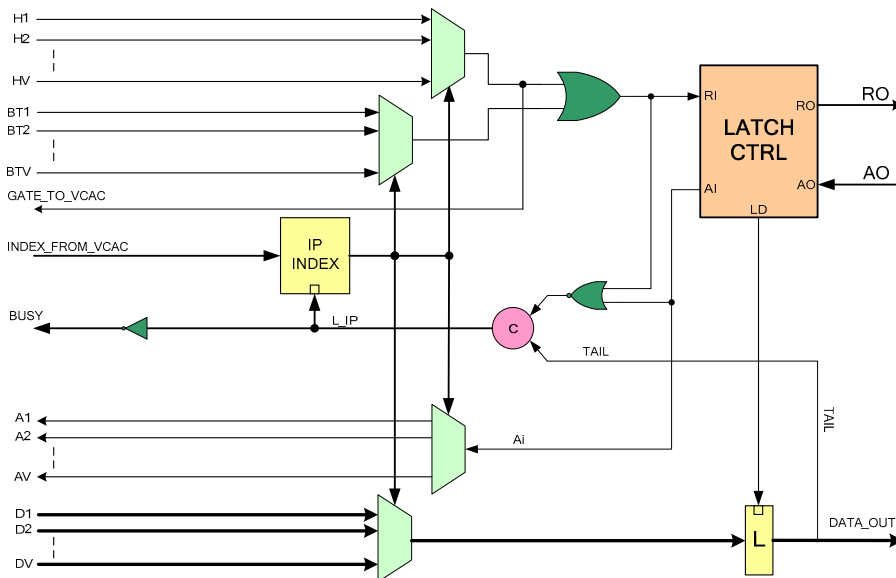 H1
H2
HV
BT1
BT2
BTV
GATE_TO_VCAC
INDEX_FROM_VCAC
IP
INDEX
BUSY
L_IP
C
TAIL
TAIL
A1
A2
AV
Ai
D1
D2
DV
L
DATA_OUT
RI
RO
LATCH
CTRL
AI
AO
LD
RO
AO